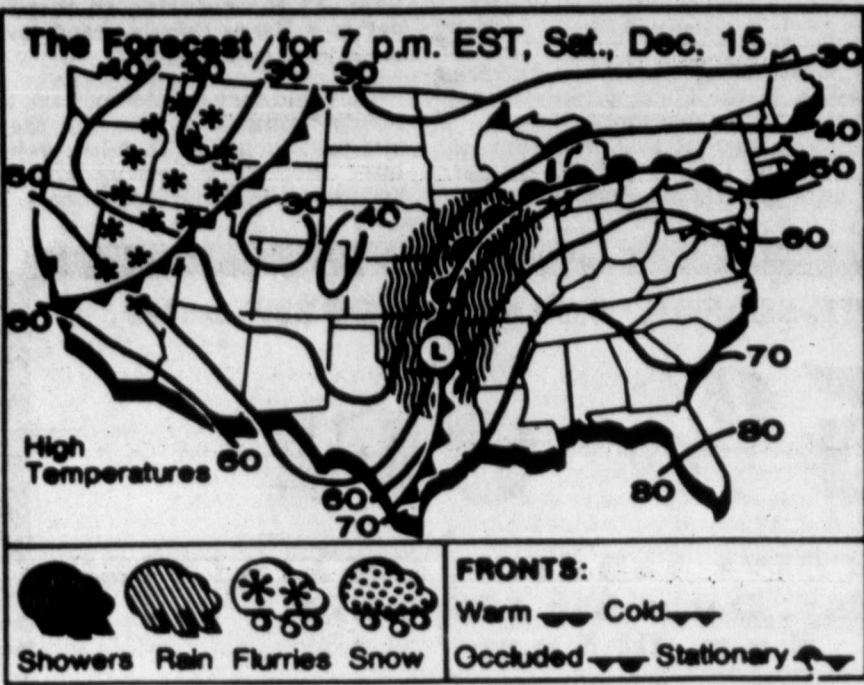 The Forecast/for 7 p.m. EST, Sat., Dec. 15
40 30 30 30 30
40
50 50
30 40
60
60
L
70
High
Temperatures 60
80
60 80
70
FRONTS:
Warm Cold
Showers Rain Flurries Snow
Occluded Stationary